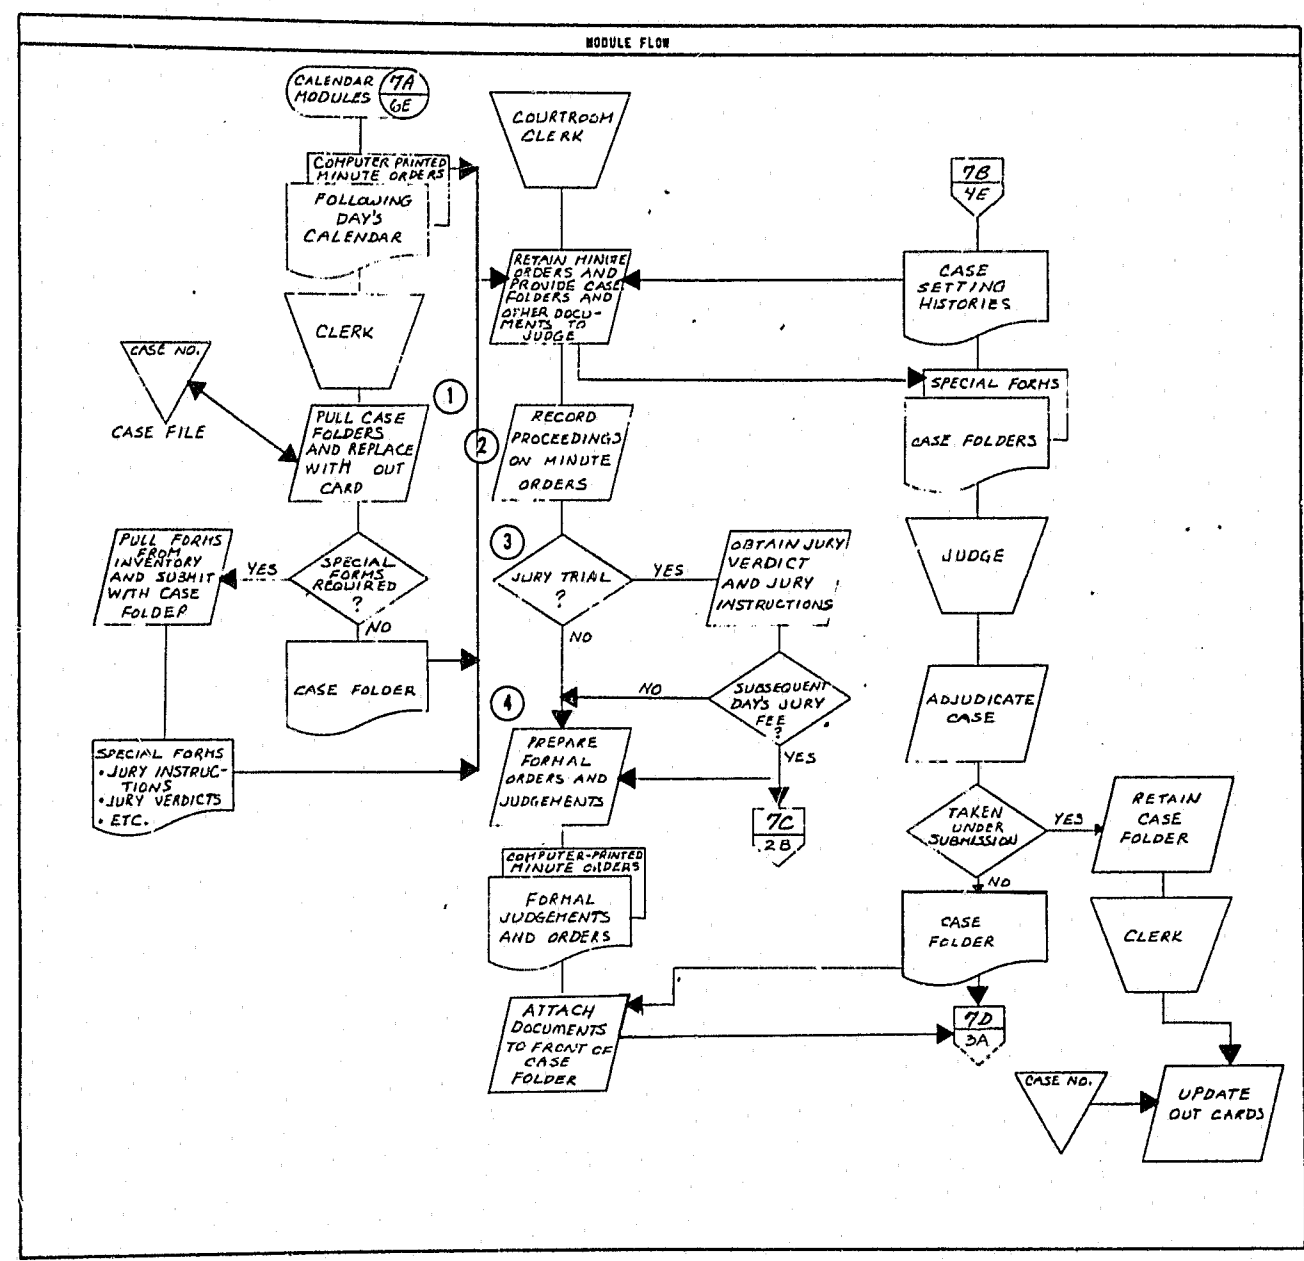 MODULE FLOW
CALENDAR
MODULES
7A
6E
COMPUTER PRINTED
MINUTE ORDERS
FOLLOWING
DAY'S
CALENDAR
CLERK
CASE NO.
CASE FILE
1
PULL CASE
FOLDERS
AND REPLACE
WITH OUT
CARD
SPECIAL
FORMS
REQUIRED
?
YES
NO
PULL FORMS
FROM
INVENTORY
AND SUBMIT
WITH CASE
FOLDER
CASE FOLDER
SPECIAL FORMS
• JURY INSTRUC-
TIONS
• JURY VERDICTS
• ETC.
COURTROOM
CLERK
RETAIN MINUTE
ORDERS AND
PROVIDE CASE
FOLDERS AND
OTHER DOCU-
MENTS TO
JUDGE
2
RECORD
PROCEEDINGS
ON MINUTE
ORDERS
3
JURY TRIAL
?
YES
NO
OBTAIN JURY
VERDICT
AND JURY
INSTRUCTIONS
SUBSEQUENT
DAY'S JURY
FEE
?
NO
YES
7C
2B
4
PREPARE
FORMAL
ORDERS AND
JUDGEMENTS
COMPUTER-PRINTED
MINUTE ORDERS
FORMAL
JUDGEMENTS
AND ORDERS
ATTACH
DOCUMENTS
TO FRONT OF
CASE
FOLDER
7B
4E
CASE
SETTING
HISTORIES
SPECIAL FORMS
CASE FOLDERS
JUDGE
ADJUDICATE
CASE
TAKEN
UNDER
SUBMISSION
YES
NO
CASE
FOLDER
7D
3A
RETAIN
CASE
FOLDER
CLERK
CASE NO.
UPDATE
OUT CARDS